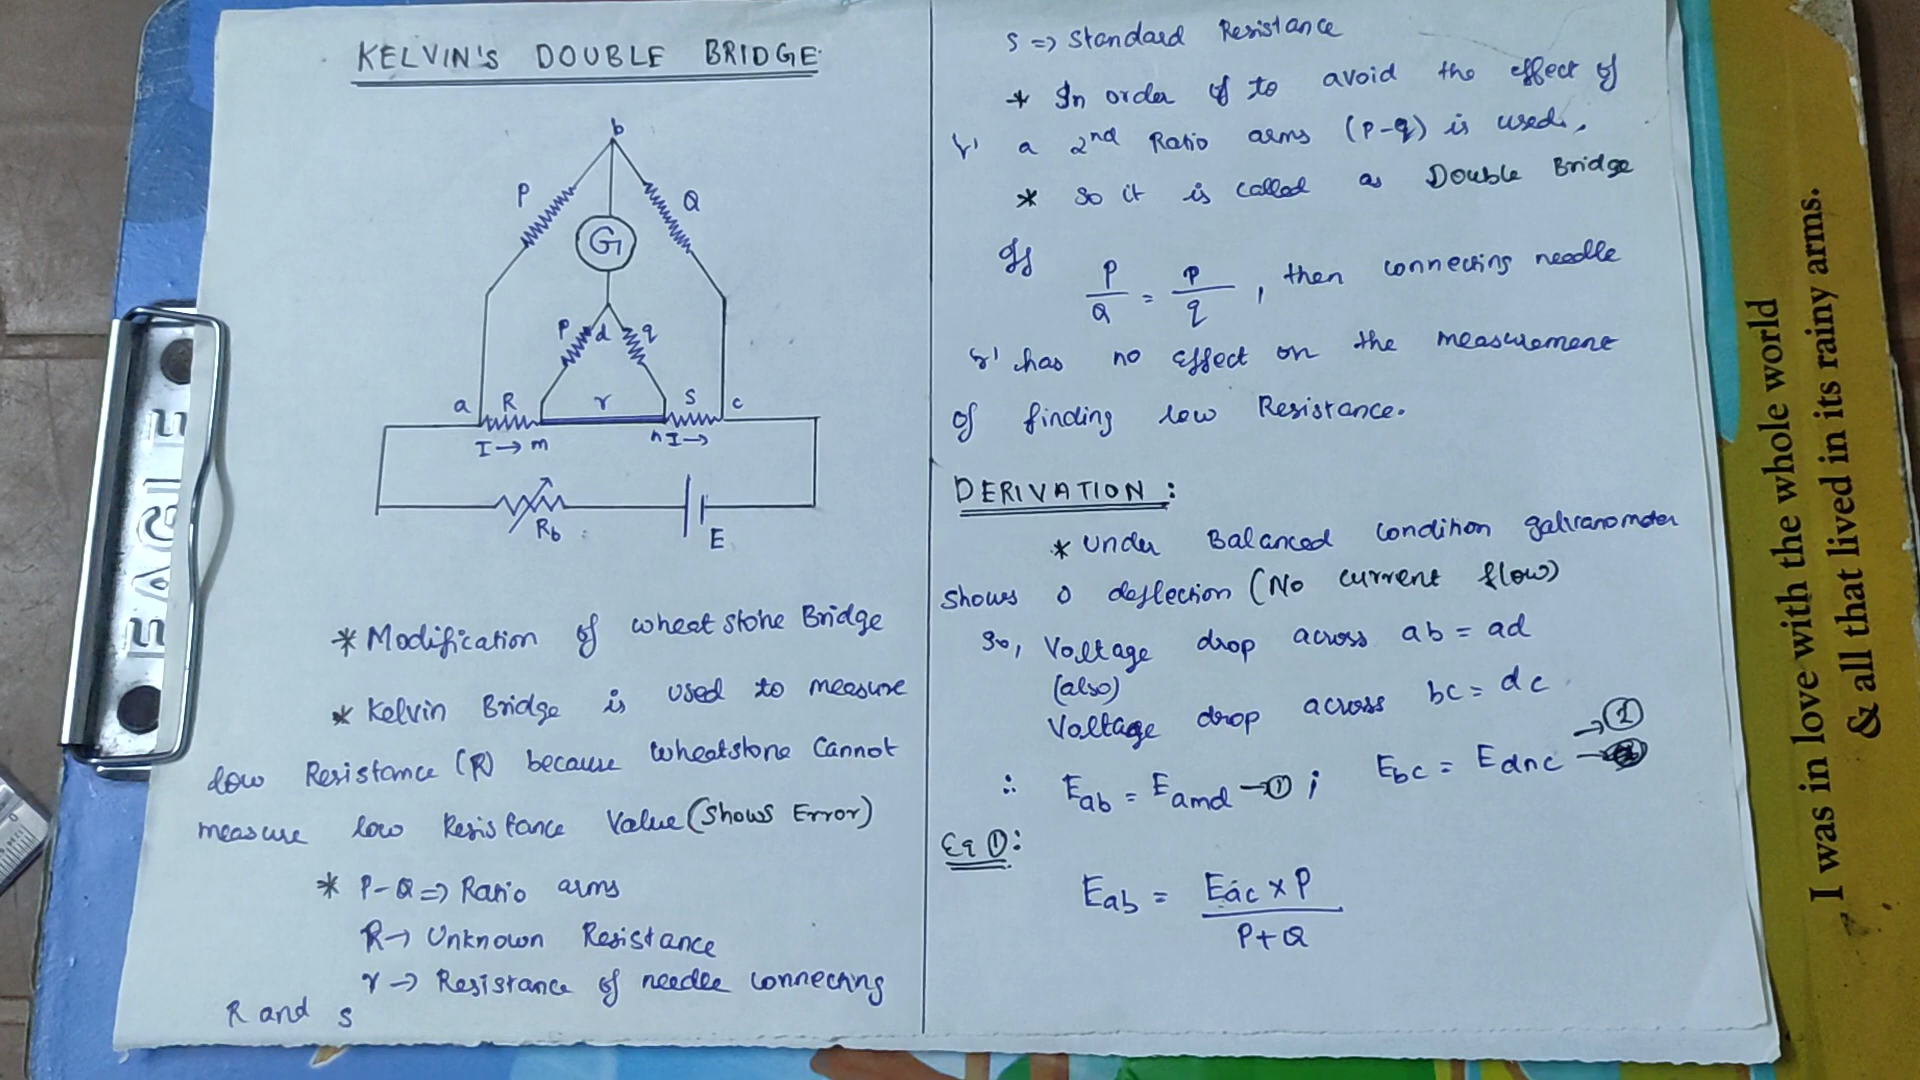 KELVIN'S DOUBLE BRIDGE
b
P
Q
G
P d q
a R r S c
I → m n I →
Rb
E
* Modification of wheatstone Bridge
* Kelvin Bridge is used to measure
low Resistance (R) because wheatstone cannot
measure low Resistance Value (Shows Error)
* P-Q => Ratio arms
R → Unknown Resistance
r → Resistance of needle connecting
R and S
S => Standard Resistance
* In order of to avoid the effect of
'r' a 2nd Ratio arms (P-q) is used.
* So it is called as Double Bridge
If P/Q = P/q, then connecting needle
'r' has no effect on the measurement
of finding low Resistance.
DERIVATION :
* Under Balanced condition galvanometer
shows 0 deflection (No current flow)
So, Voltage drop across ab = ad
(also)
Voltage drop across bc = dc
→ ②
∴ Eab = Eamd → ① ; Ebc = Ednc →
Eq ①:
Eab = Eac x P / P+Q
EAGLE
I was in love with the whole world
& all that lived in its rainy arms.